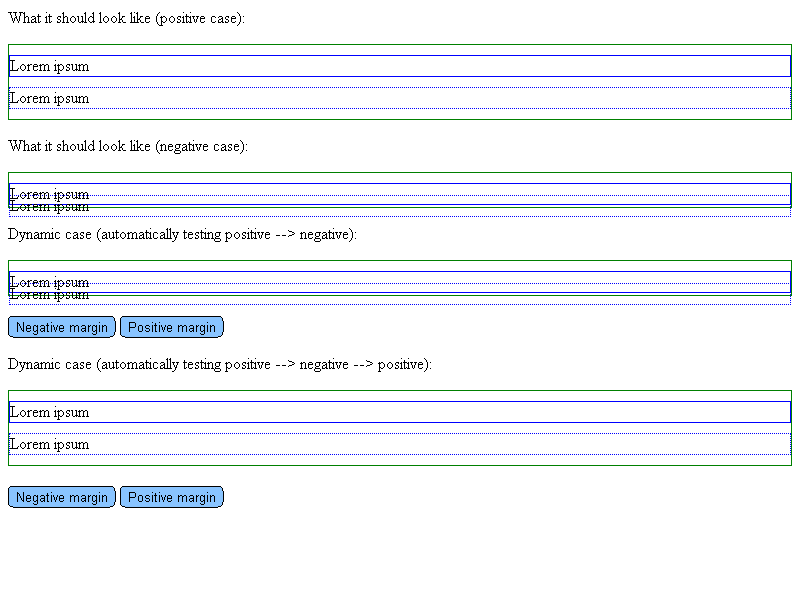 What it should look like (positive case):
Lorem ipsum
Lorem ipsum
What it should look like (negative case):
Lorem ipsum
Lorem ipsum
Dynamic case (automatically testing positive --> negative):
Lorem ipsum
Lorem ipsum
Negative margin Positive margin
Dynamic case (automatically testing positive --> negative --> positive):
Lorem ipsum
Lorem ipsum
Negative margin Positive margin